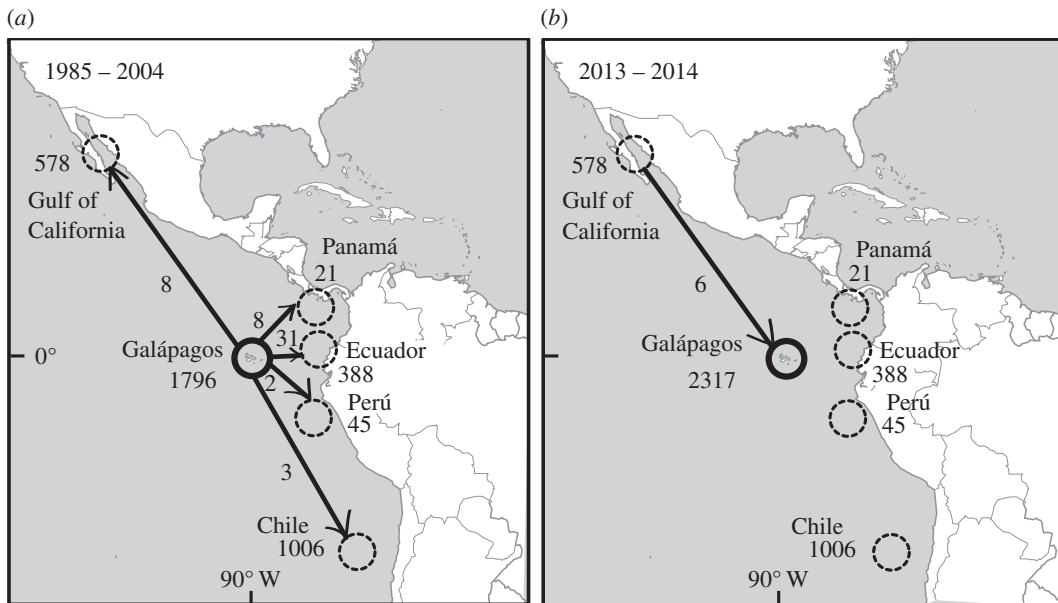 (a)
1985 – 2004
578
Gulf of
California
8
Panamá
21
8
31
Galápagos
1796
0°
2
Ecuador
388
Perú
45
3
Chile
1006
90° W
(b)
2013 – 2014
578
Gulf of
California
6
Panamá
21
Galápagos
2317
Ecuador
388
Perú
45
Chile
1006
90° W